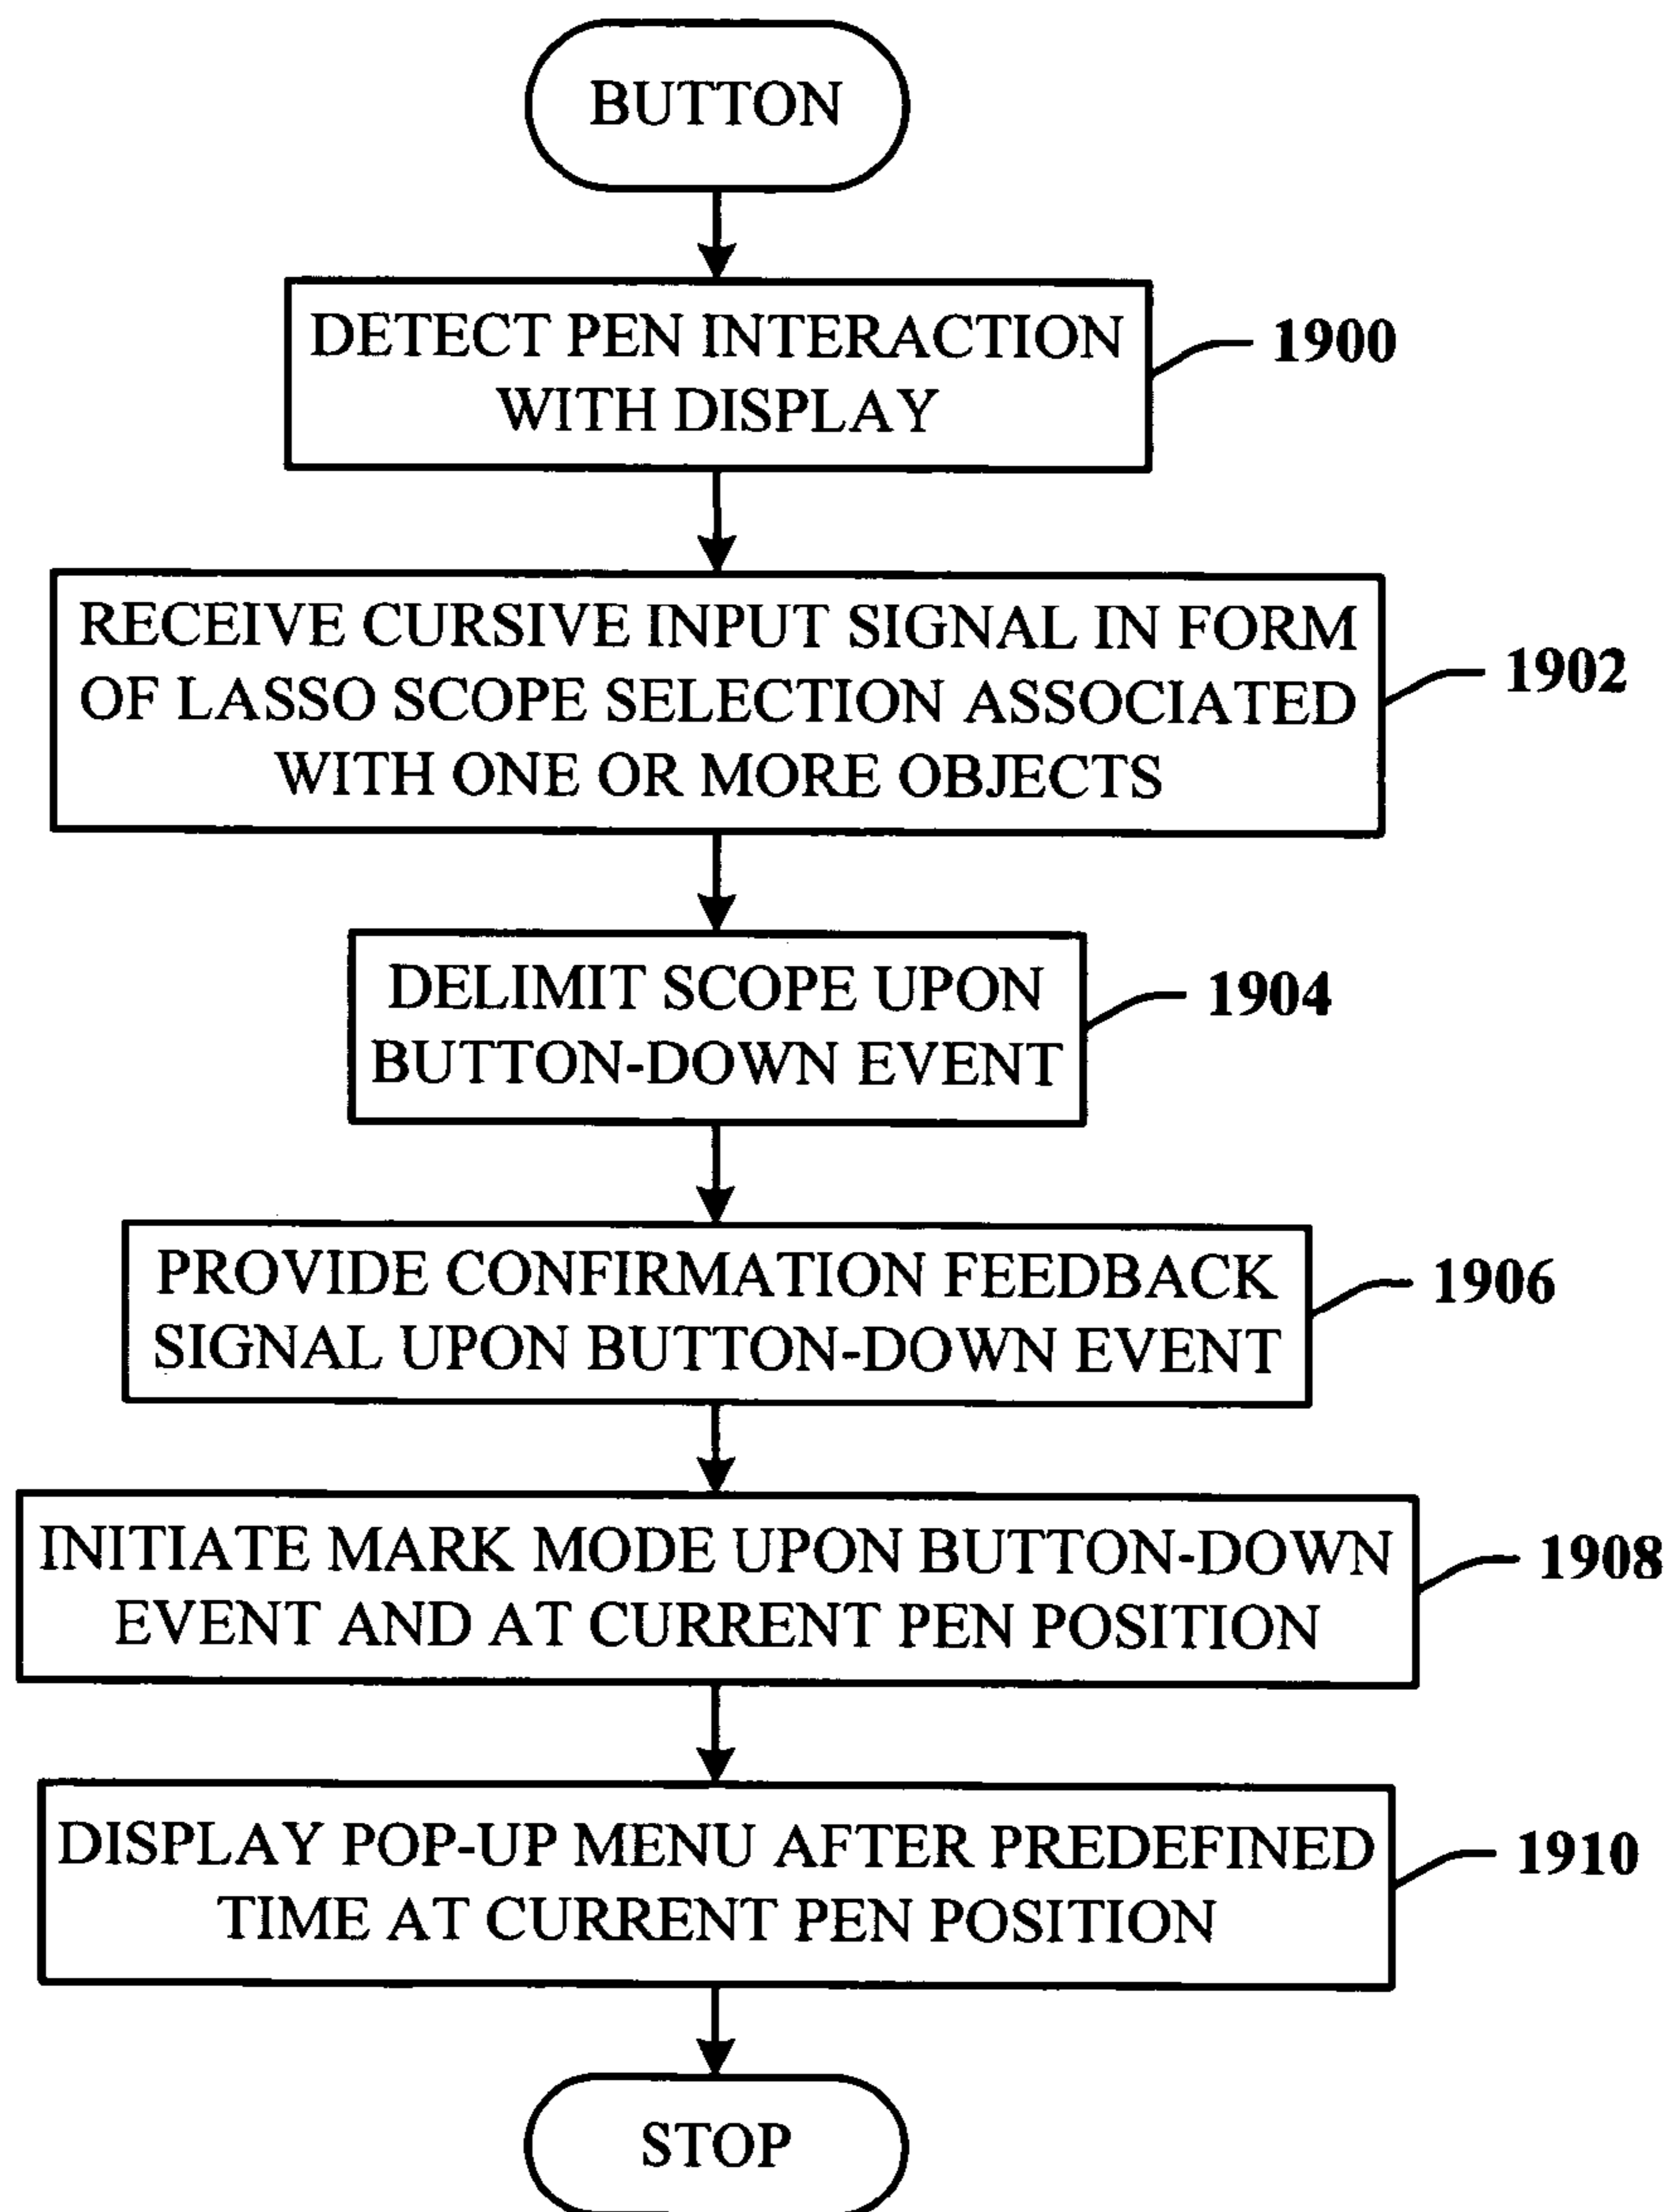 BUTTON
DETECT PEN INTERACTION
WITH DISPLAY
1900
RECEIVE CURSIVE INPUT SIGNAL IN FORM
OF LASSO SCOPE SELECTION ASSOCIATED
WITH ONE OR MORE OBJECTS
1902
DELIMIT SCOPE UPON
BUTTON-DOWN EVENT
1904
PROVIDE CONFIRMATION FEEDBACK
SIGNAL UPON BUTTON-DOWN EVENT
1906
INITIATE MARK MODE UPON BUTTON-DOWN
EVENT AND AT CURRENT PEN POSITION
1908
DISPLAY POP-UP MENU AFTER PREDEFINED
TIME AT CURRENT PEN POSITION
1910
STOP